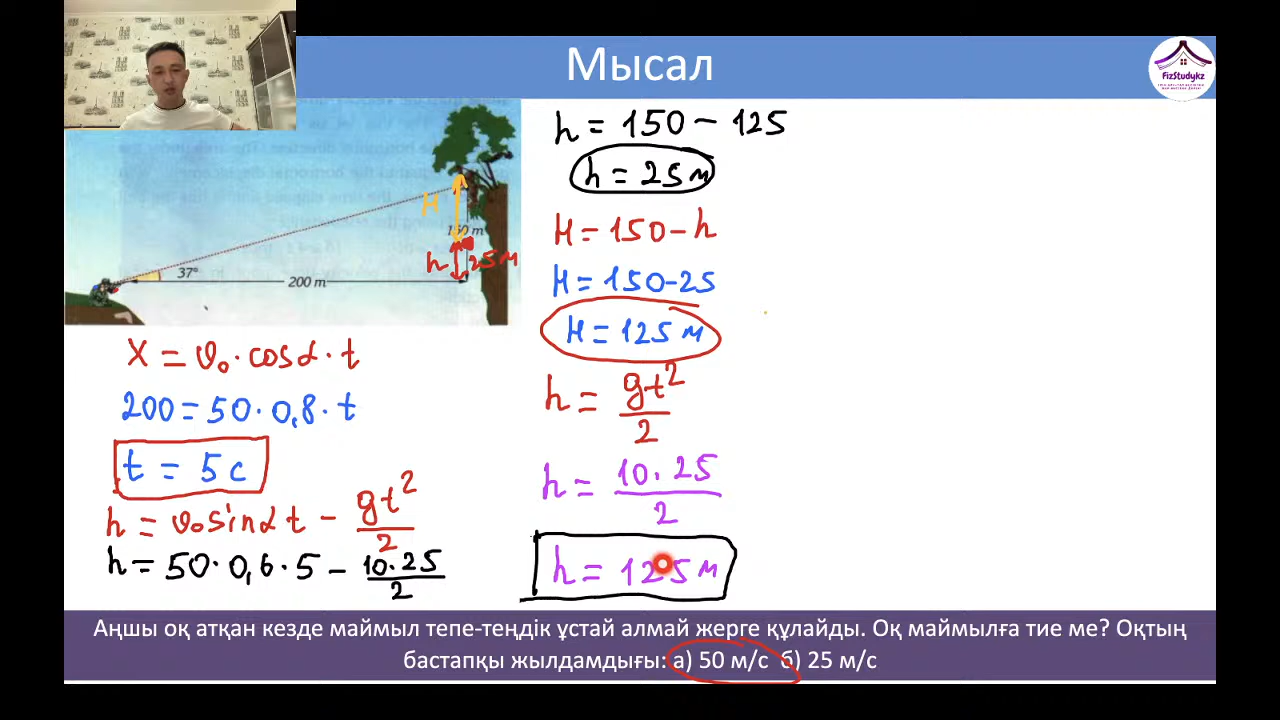 Мысал
FizStudykz
H
150 m
h 25 м
37°
200 m
X = υ₀ · cosα · t
200 = 50 · 0,8 · t
t = 5 c
h = υ₀ sinα t − gt²/2
h = 50 · 0,6 · 5 − 10 · 25/2
h = 150 − 125
h = 25 м
H = 150 − h
H = 150 - 25
H = 125 м
h = gt²/2
h = 10 · 25/2
h = 125 м
Аңшы оқ атқан кезде маймыл тепе-теңдік ұстай алмай жерге құлайды. Оқ маймылға тие ме? Оқтың
бастапқы жылдамдығы: а) 50 м/с б) 25 м/с